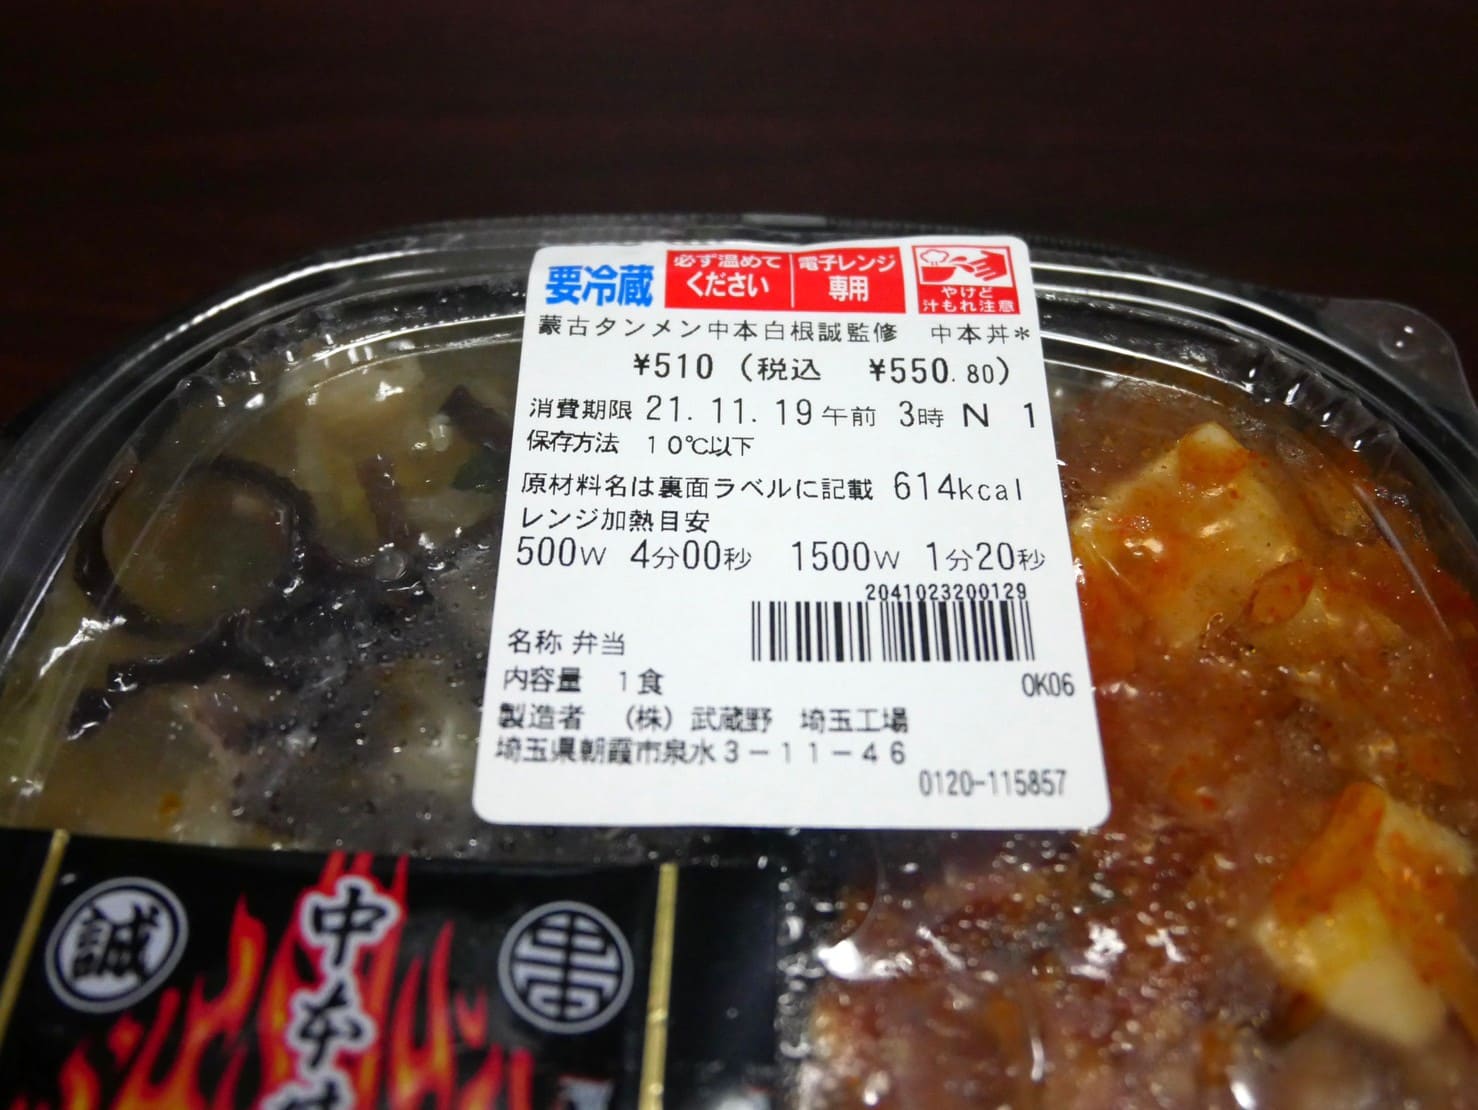 要冷蔵 必ず温めてください 電子レンジ専用 やけど汁もれ注意
蒙古タンメン中本白根誠監修 中本丼*
¥510 (税込 ¥550.80)
消費期限 21.11.19午前 3時 N 1
保存方法 10℃以下
原材料名は裏面ラベルに記載 614kcal
レンジ加熱目安
500W 4分00秒 1500W 1分20秒
2041023200129
名称 弁当
内容量 1食
OK06
製造者 (株)武蔵野 埼玉工場
埼玉県朝霞市泉水3-11-46
0120-115857
誠
中本